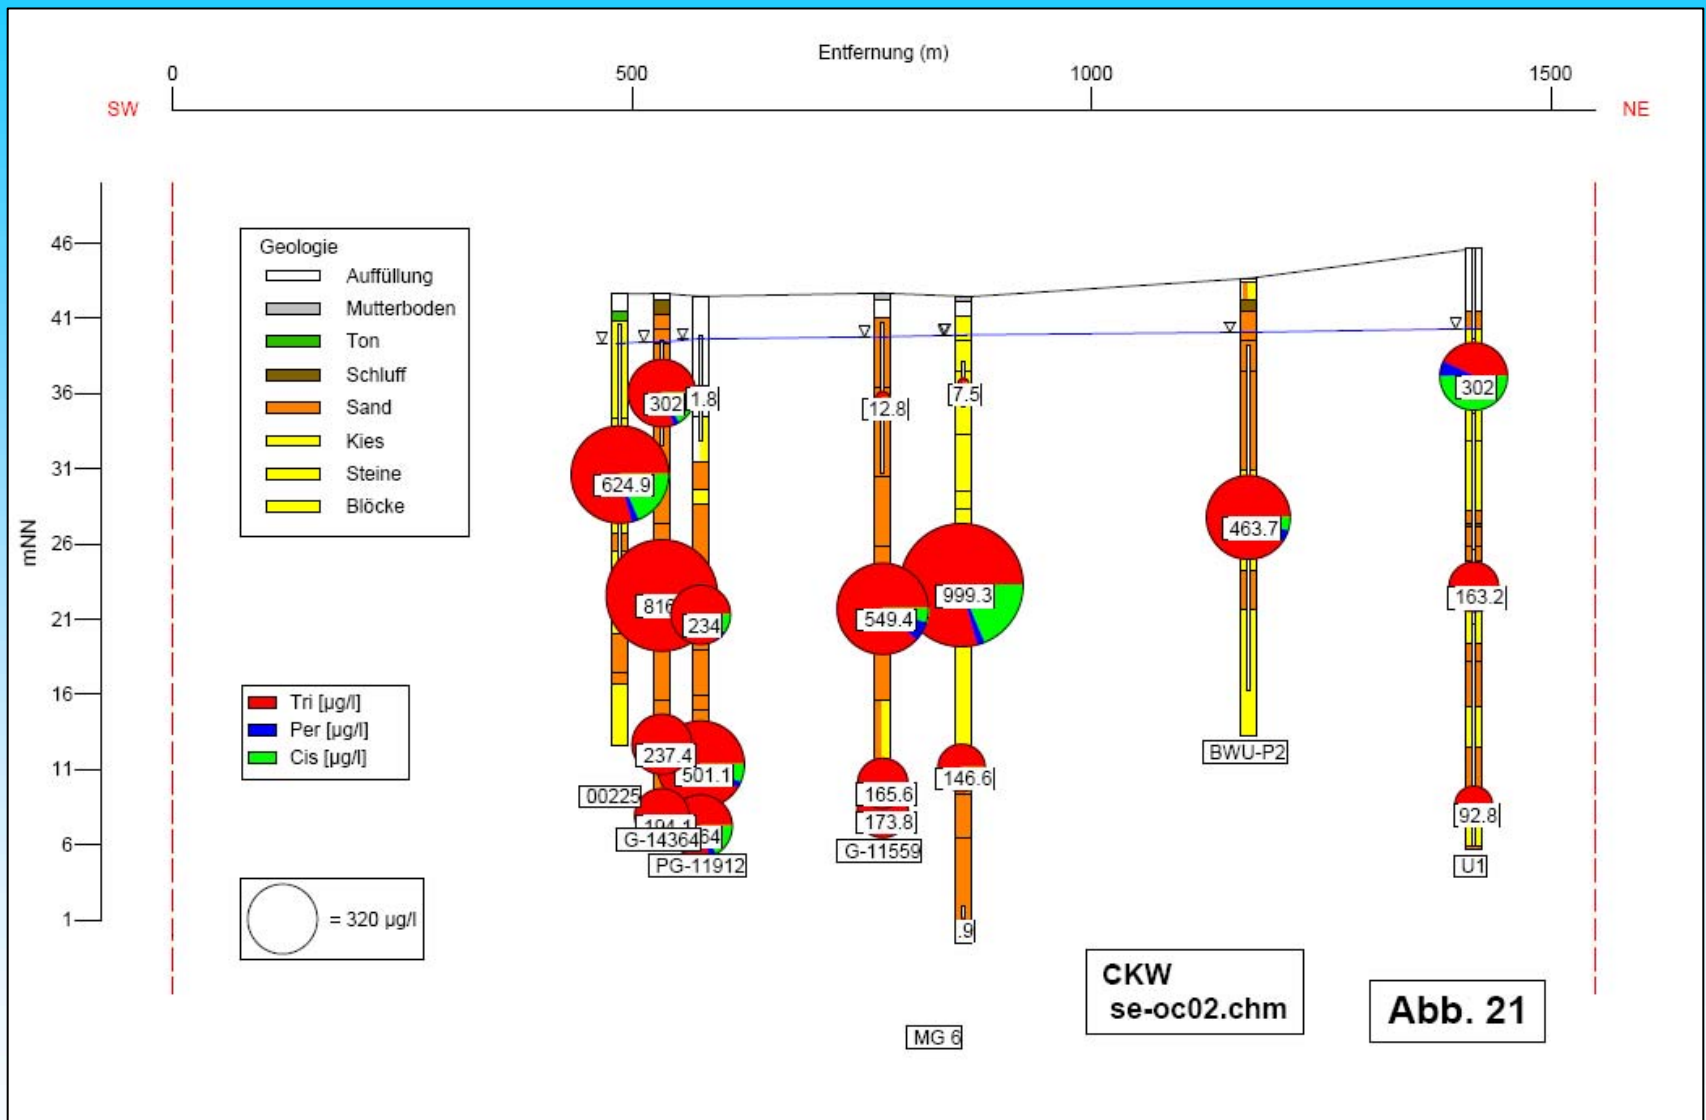 Entfernung (m)
0 500 1000 1500
SW NE
46
41
36
31
26
21
16
11
6
1
mNN
Geologie
Auffüllung
Mutterboden
Ton
Schluff
Sand
Kies
Steine
Blöcke
Tri [µg/l]
Per [µg/l]
Cis [µg/l]
= 320 µg/l
302
1.8
624.9
816
234
237.4
501.1
194.1
64
00225
G-14364
PG-11912
12.8
549.4
165.6
173.8
G-11559
7.5
999.3
146.6
.9
MG 6
463.7
BWU-P2
302
163.2
92.8
U1
CKW
se-oc02.chm
Abb. 21